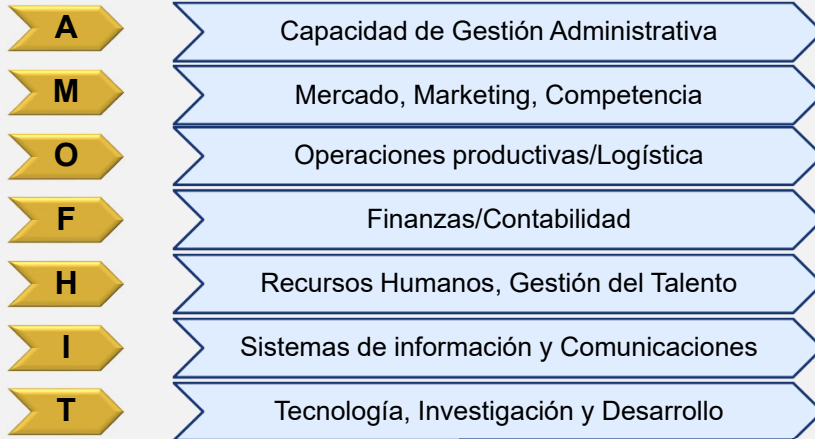 A Capacidad de Gestión Administrativa
M Mercado, Marketing, Competencia
O Operaciones productivas/Logística
F Finanzas/Contabilidad
H Recursos Humanos, Gestión del Talento
I Sistemas de información y Comunicaciones
T Tecnología, Investigación y Desarrollo